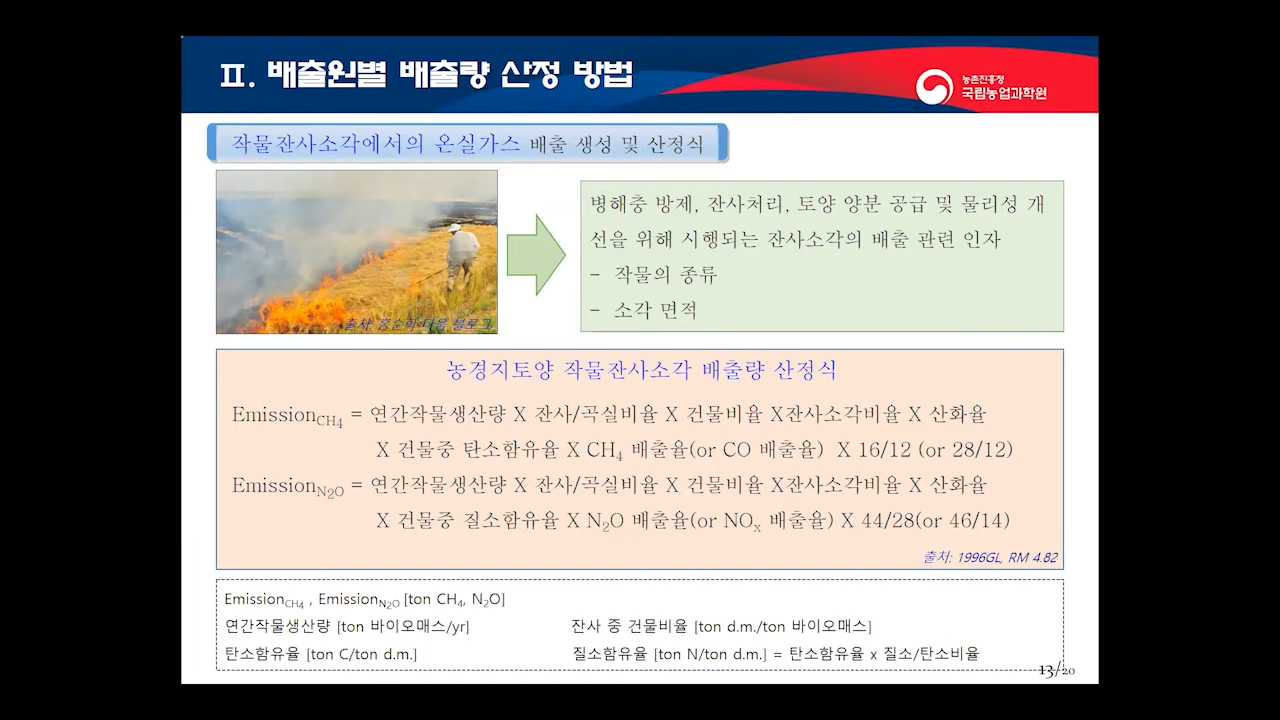 Ⅱ. 배출원별 배출량 산정 방법
농촌진흥청
국립농업과학원
작물잔사소각에서의 온실가스 배출 생성 및 산정식
출처: 홍순희 다음 블로그
병해충 방제, 잔사처리, 토양 양분 공급 및 물리성 개
선을 위해 시행되는 잔사소각의 배출 관련 인자
- 작물의 종류
- 소각 면적
농경지토양 작물잔사소각 배출량 산정식
Emission_CH4 = 연간작물생산량 X 잔사/곡실비율 X 건물비율 X잔사소각비율 X 산화율
X 건물중 탄소함유율 X CH4 배출율(or CO 배출율) X 16/12 (or 28/12)
Emission_N2O = 연간작물생산량 X 잔사/곡실비율 X 건물비율 X잔사소각비율 X 산화율
X 건물중 질소함유율 X N2O 배출율(or NOx 배출율) X 44/28(or 46/14)
출처: 1996GL, RM 4.82
Emission_CH4 , Emission_N2O [ton CH4, N2O]
연간작물생산량 [ton 바이오매스/yr] 잔사 중 건물비율 [ton d.m./ton 바이오매스]
탄소함유율 [ton C/ton d.m.] 질소함유율 [ton N/ton d.m.] = 탄소함유율 x 질소/탄소비율
13/20